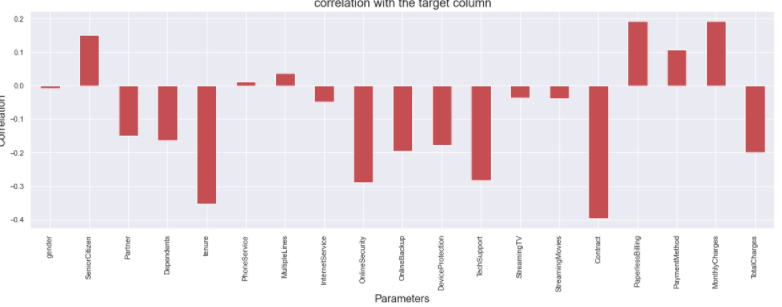 correlation with the target column
0.2
0.1
0.0
-0.1
-0.2
-0.3
-0.4
Correlation
gender
SeniorCitizen
Partner
Dependents
tenure
PhoneService
MultipleLines
InternetService
OnlineSecurity
OnlineBackup
DeviceProtection
TechSupport
StreamingTV
StreamingMovies
Contract
PaperlessBilling
PaymentMethod
MonthlyCharges
TotalCharges
Parameters